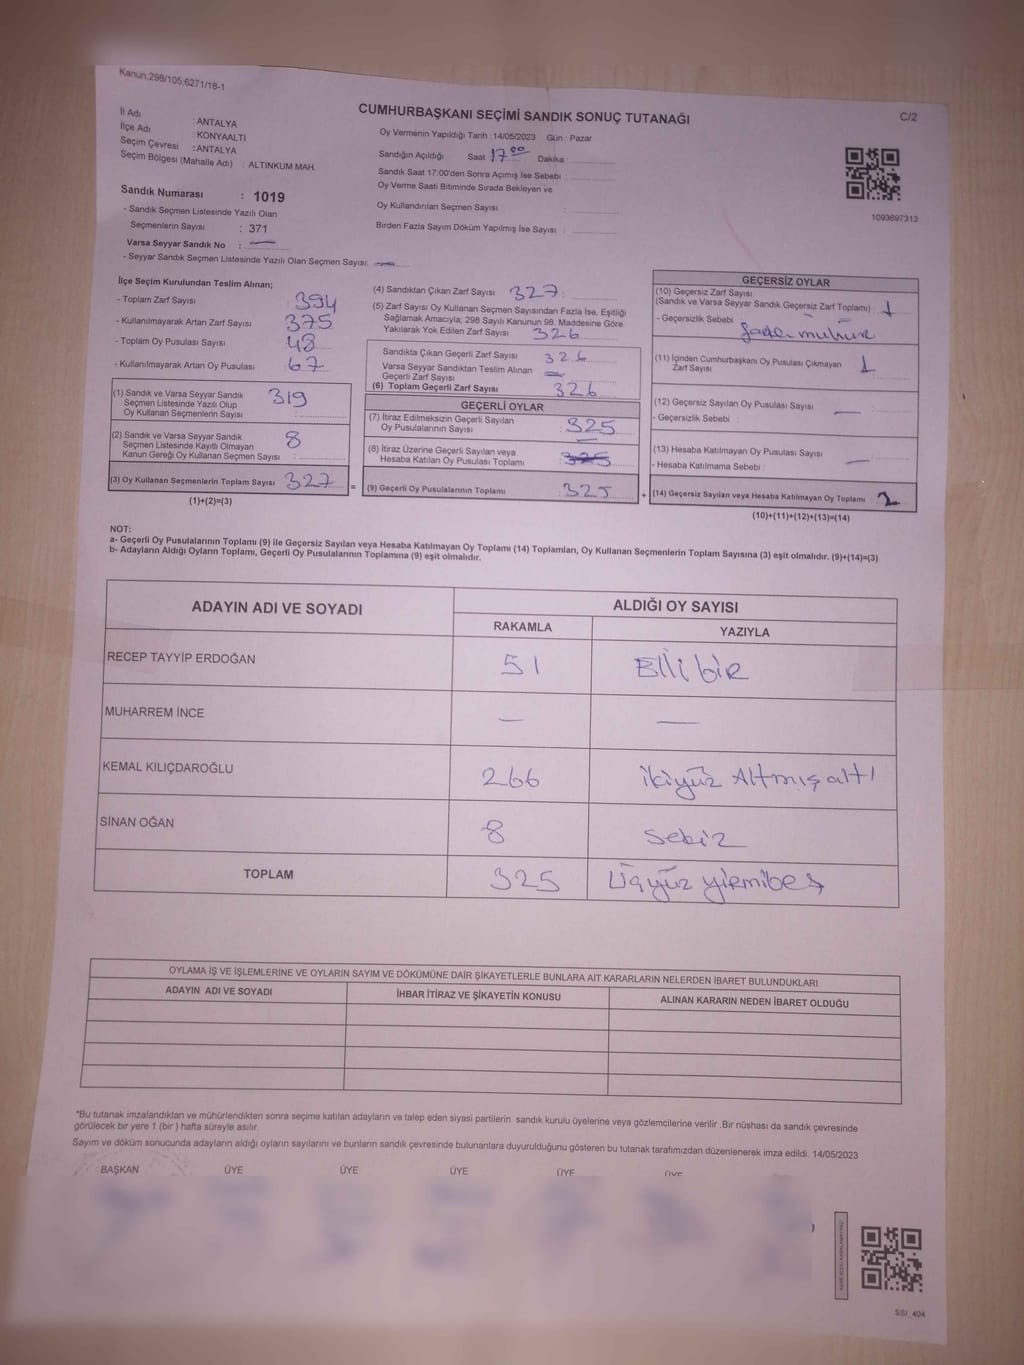 Kanun:298/105;6271/18-1
CUMHURBAŞKANI SEÇİMİ SANDIK SONUÇ TUTANAĞI
C/2
İl Adı : ANTALYA
İlçe Adı : KONYAALTI
Seçim Çevresi : ANTALYA
Seçim Bölgesi (Mahalle Adı) : ALTINKUM MAH.
Oy Vermenin Yapıldığı Tarih :14/05/2023 Gün : Pazar
Sandığın Açıldığı Saat 17 00 Dakika :
Sandık Saat 17:00'den Sonra Açımış İse Sebebi :
Oy Verme Saati Bitiminde Sırada Bekleyen ve
Oy Kullandırılan Seçmen Sayısı :
Birden Fazla Sayım Döküm Yapılmış İse Sayısı :
1093697313
Sandık Numarası : 1019
- Sandık Seçmen Listesinde Yazılı Olan
Seçmenlerin Sayısı : 371
Varsa Seyyar Sandık No : —
- Seyyar Sandık Seçmen Listesinde Yazılı Olan Seçmen Sayısı: —
İlçe Seçim Kurulundan Teslim Alınan;
- Toplam Zarf Sayısı 394
- Kullanılmayarak Artan Zarf Sayısı 375
- Toplam Oy Pusulası Sayısı 48
- Kullanılmayarak Artan Oy Pusulası 67
(1) Sandık ve Varsa Seyyar Sandık
Seçmen Listesinde Yazılı Olup
Oy Kullanan Seçmenlerin Sayısı 319
(2) Sandık ve Varsa Seyyar Sandık
Seçmen Listesinde Kayıtlı Olmayan
Kanun Gereği Oy Kullanan Seçmen Sayısı : 8
(3) Oy Kullanan Seçmenlerin Toplam Sayısı 327
(1)+(2)=(3)
(4) Sandıktan Çıkan Zarf Sayısı 327
(5) Zarf Sayısı Oy Kullanan Seçmen Sayısından Fazla İse, Eşitliği
Sağlamak Amacıyla; 298 Sayılı Kanunun 98. Maddesine Göre
Yakılarak Yok Edilen Zarf Sayısı 326
Sandıkta Çıkan Geçerli Zarf Sayısı 326
Varsa Seyyar Sandıktan Teslim Alınan
Geçerli Zarf Sayısı —
(6) Toplam Geçerli Zarf Sayısı 326
GEÇERLİ OYLAR
(7) İtiraz Edilmeksizin Geçerli Sayılan
Oy Pusulalarının Sayısı : 325
(8) İtiraz Üzerine Geçerli Sayılan veya
Hesaba Katılan Oy Pusulası Toplamı 325
= (9) Geçerli Oy Pusulalarının Toplamı 325
GEÇERSİZ OYLAR
(10) Geçersiz Zarf Sayısı
(Sandık ve Varsa Seyyar Sandık Geçersiz Zarf Toplamı) : 1
- Geçersizlik Sebebi mühür
(11) İçinden Cumhurbaşkanı Oy Pusulası Çıkmayan
Zarf Sayısı 1
(12) Geçersiz Sayılan Oy Pusulası Sayısı —
- Geçersizlik Sebebi :
(13) Hesaba Katılmayan Oy Pusulası Sayısı —
- Hesaba Katılmama Sebebi :
+ (14) Geçersiz Sayılan veya Hesaba Katılmayan Oy Toplamı : 2
(10)+(11)+(12)+(13)=(14)
NOT:
a- Geçerli Oy Pusulalarının Toplamı (9) ile Geçersiz Sayılan veya Hesaba Katılmayan Oy Toplamı (14) Toplamları, Oy Kullanan Seçmenlerin Toplam Sayısına (3) eşit olmalıdır. (9)+(14)=(3)
b- Adayların Aldığı Oyların Toplamı, Geçerli Oy Pusulalarının Toplamına (9) eşit olmalıdır.
ADAYIN ADI VE SOYADI
ALDIĞI OY SAYISI
RAKAMLA YAZIYLA
RECEP TAYYİP ERDOĞAN 51 Ellibir
MUHARREM İNCE — —
KEMAL KILIÇDAROĞLU 266 ikiyüz Altmışaltı
SİNAN OĞAN 8 Sekiz
TOPLAM 325 Üçyüz yirmibeş
OYLAMA İŞ VE İŞLEMLERİNE VE OYLARIN SAYIM VE DÖKÜMÜNE DAİR ŞİKAYETLERLE BUNLARA AİT KARARLARIN NELERDEN İBARET BULUNDUKLARI
ADAYIN ADI VE SOYADI İHBAR İTİRAZ VE ŞİKAYETİN KONUSU ALINAN KARARIN NEDEN İBARET OLDUĞU
*Bu tutanak imzalandıktan ve mühürlendikten sonra seçime katılan adayların ve talep eden siyasi partilerin sandık kurulu üyelerine veya gözlemcilerine verilir .Bir nüshası da sandık çevresinde
görülecek bir yere 1 (bir ) hafta süreyle asılır.
Sayım ve döküm sonucunda adayların aldığı oyların sayılarını ve bunların sandık çevresinde bulunanlara duyurulduğunu gösteren bu tutanak tarafımızdan düzenlenerek imza edildi. 14/05/2023
BAŞKAN ÜYE ÜYE ÜYE ÜYE ÜYE
SSI_404